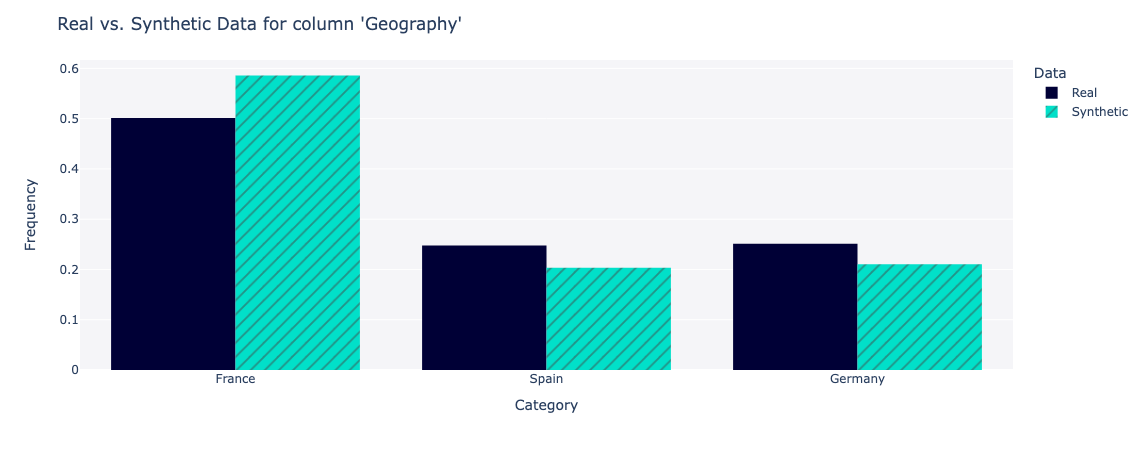 Real vs. Synthetic Data for column 'Geography'
Data
Real
Synthetic
Frequency
0.6
0.5
0.4
0.3
0.2
0.1
0
France Spain Germany
Category